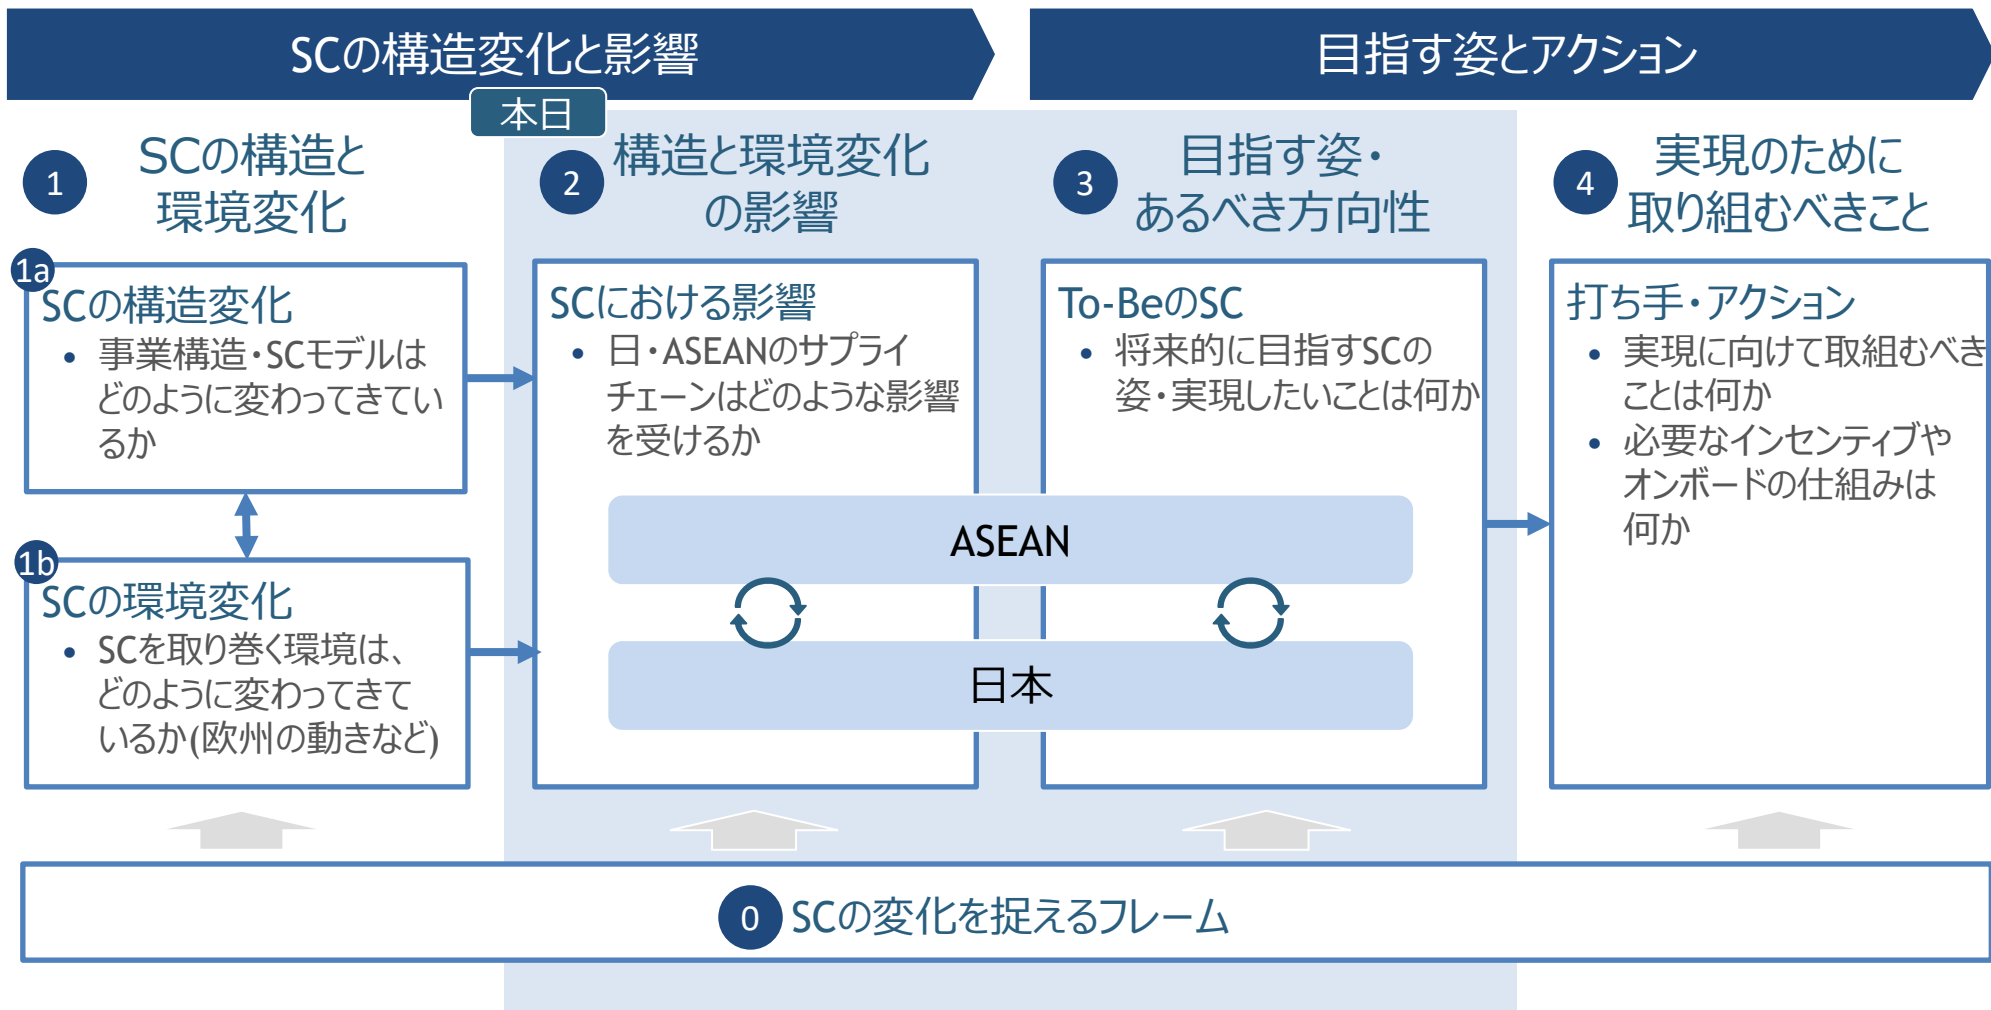 SCの構造変化と影響
目指す姿とアクション
本日
1
SCの構造と
環境変化
2
構造と環境変化
の影響
3
目指す姿・
あるべき方向性
4
実現のために
取り組むべきこと
1a
SCの構造変化
• 事業構造・SCモデルは
どのように変わってきてい
るか
1b
SCの環境変化
• SCを取り巻く環境は、
どのように変わってきて
いるか(欧州の動きなど)
SCにおける影響
• 日・ASEANのサプライ
チェーンはどのような影響
を受けるか
To-BeのSC
• 将来的に目指すSCの
姿・実現したいことは何か
ASEAN
日本
打ち手・アクション
• 実現に向けて取組むべき
ことは何か
• 必要なインセンティブや
オンボードの仕組みは
何か
0
SCの変化を捉えるフレーム